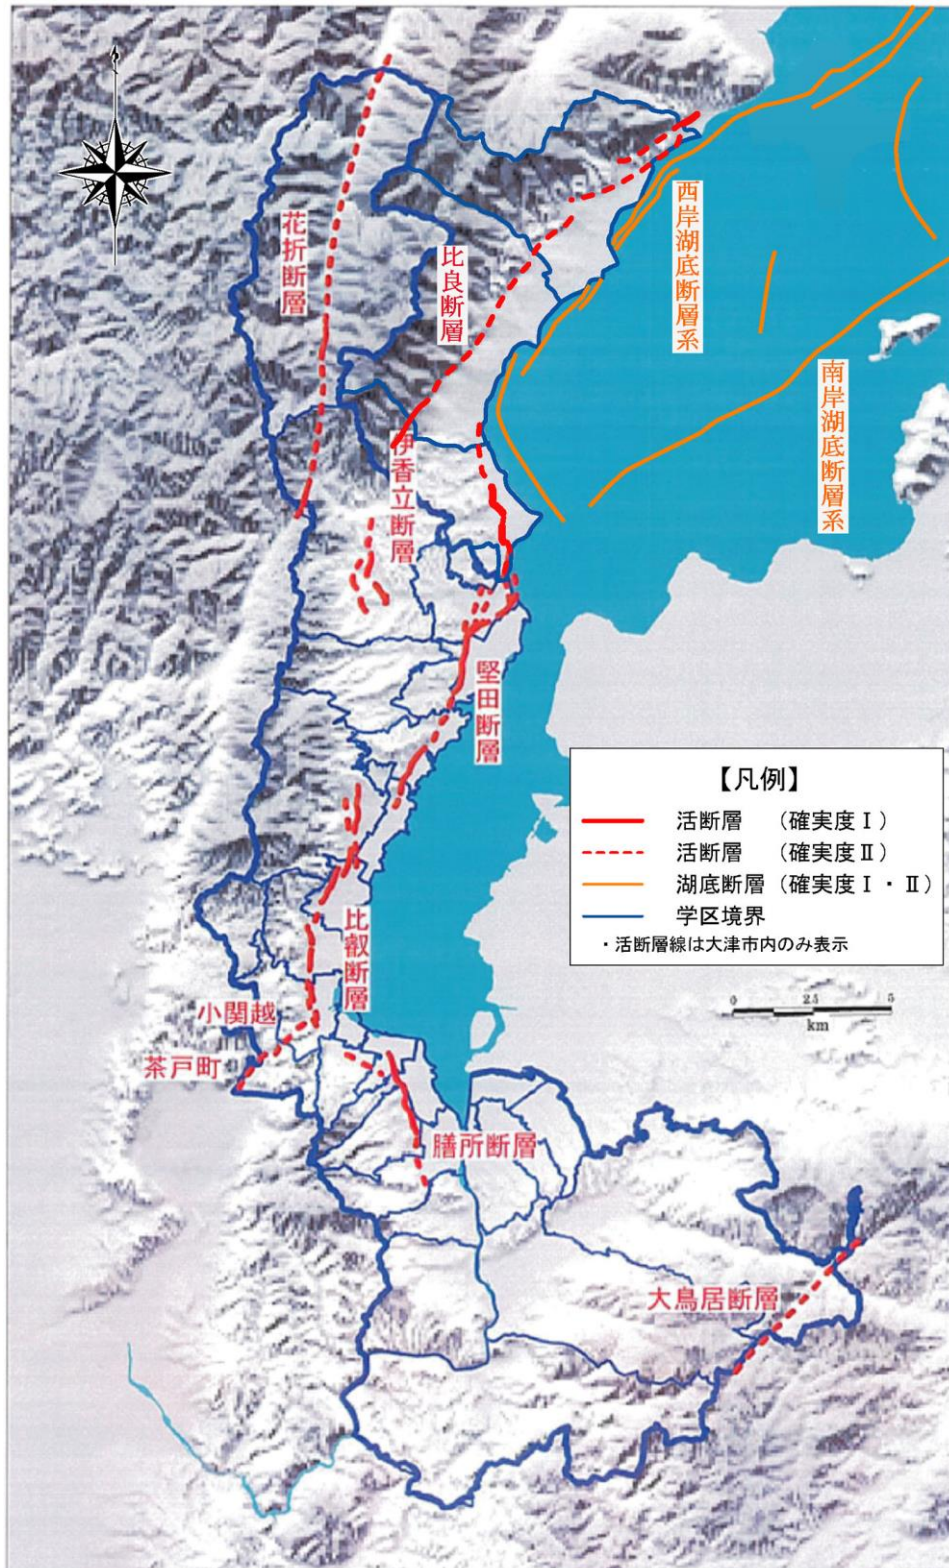 花折断層
比良断層
西岸湖底断層系
南岸湖底断層系
伊香立断層
堅田断層
【凡例】
活断層 （確実度Ⅰ）
活断層 （確実度Ⅱ）
湖底断層（確実度Ⅰ・Ⅱ）
学区境界
・活断層線は大津市内のみ表示
比叡断層
0 2.5 5
km
小関越
茶戸町
膳所断層
大鳥居断層